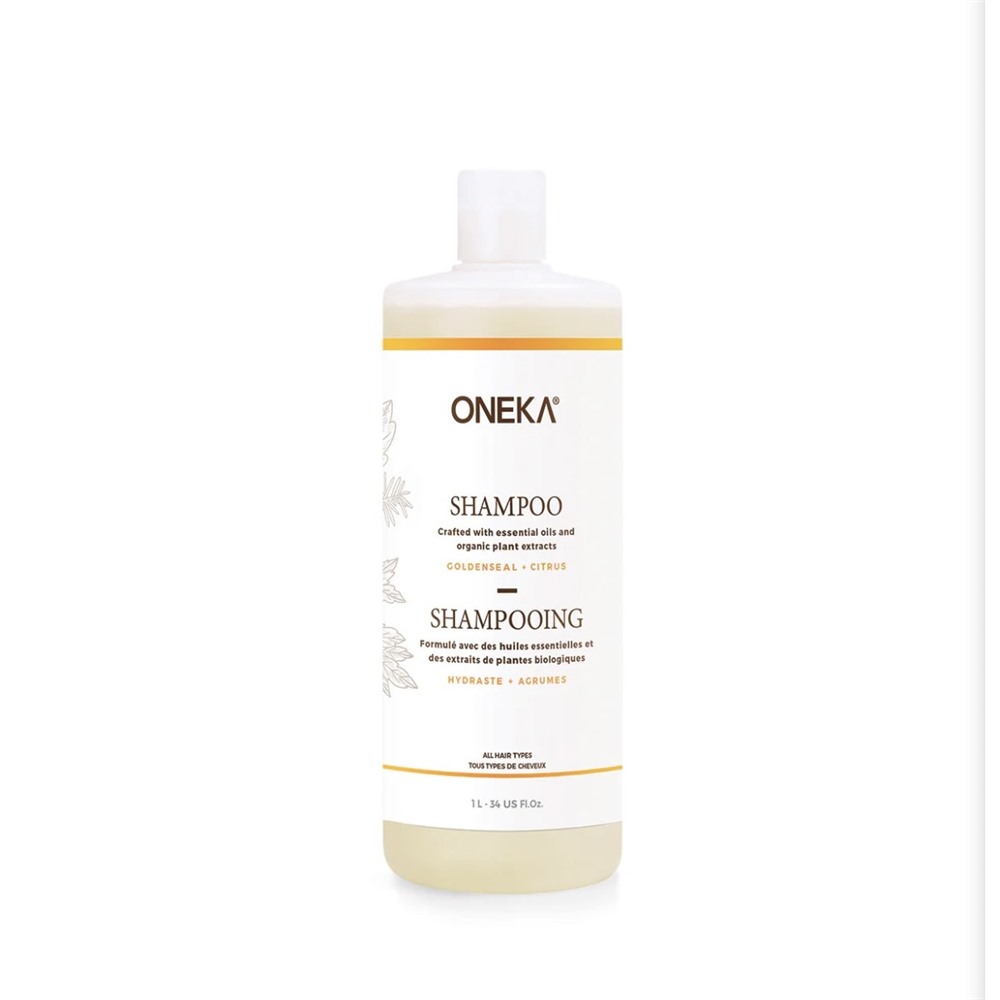 ONEKA®
SHAMPOO
Crafted with essential oils and
organic plant extracts
GOLDENSEAL + CITRUS
SHAMPOOING
Formulé avec des huiles essentielles et
des extraits de plantes biologiques
HYDRASTE + AGRUMES
ALL HAIR TYPES
TOUS TYPES DE CHEVEUX
1 L - 34 US Fl.Oz.